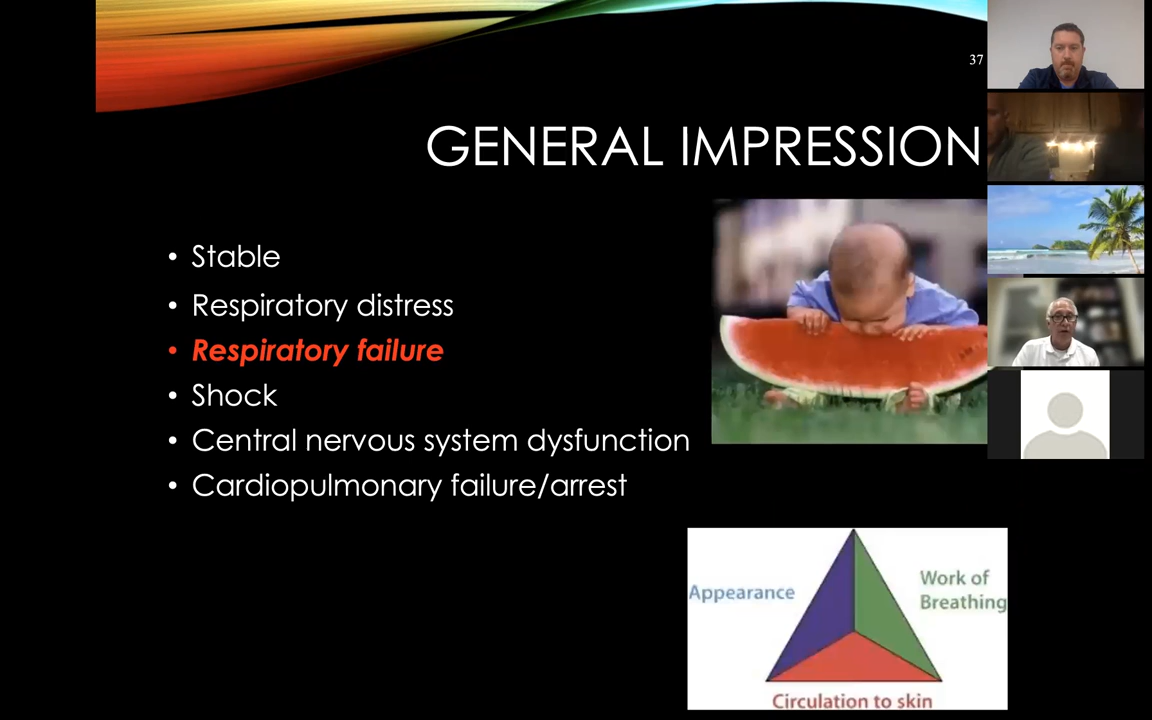 37
GENERAL IMPRESSION
• Stable
• Respiratory distress
• Respiratory failure
• Shock
• Central nervous system dysfunction
• Cardiopulmonary failure/arrest
Appearance
Work of
Breathing
Circulation to skin